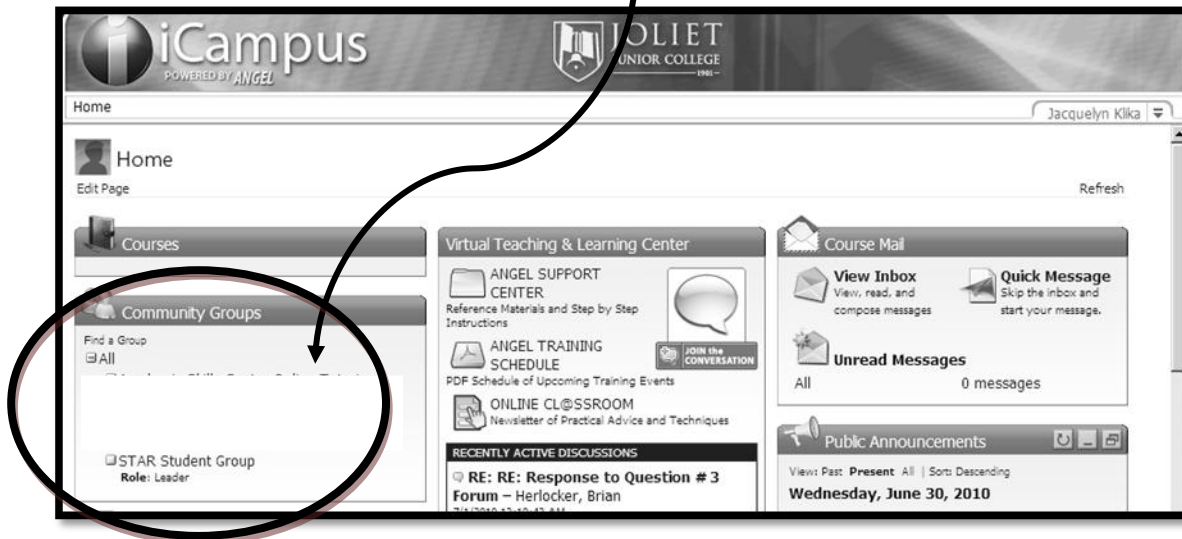 iCampus
POWERED BY ANGEL
JOLIET
JUNIOR COLLEGE
1901
Home
Jacquelyn Klika
Home
Edit Page
Refresh
Courses
Community Groups
Find a Group
All
STAR Student Group
Role: Leader
Virtual Teaching & Learning Center
ANGEL SUPPORT
CENTER
Reference Materials and Step by Step
Instructions
ANGEL TRAINING
SCHEDULE
JOIN the
CONVERSATION
PDF Schedule of Upcoming Training Events
ONLINE CL@SSROOM
Newsletter of Practical Advice and Techniques
RECENTLY ACTIVE DISCUSSIONS
RE: RE: Response to Question # 3
Forum – Herlocker, Brian
Course Mail
View Inbox
View, read, and
compose messages
Quick Message
Skip the inbox and
start your message.
Unread Messages
All 0 messages
Public Announcements
View: Past Present All | Sort: Descending
Wednesday, June 30, 2010